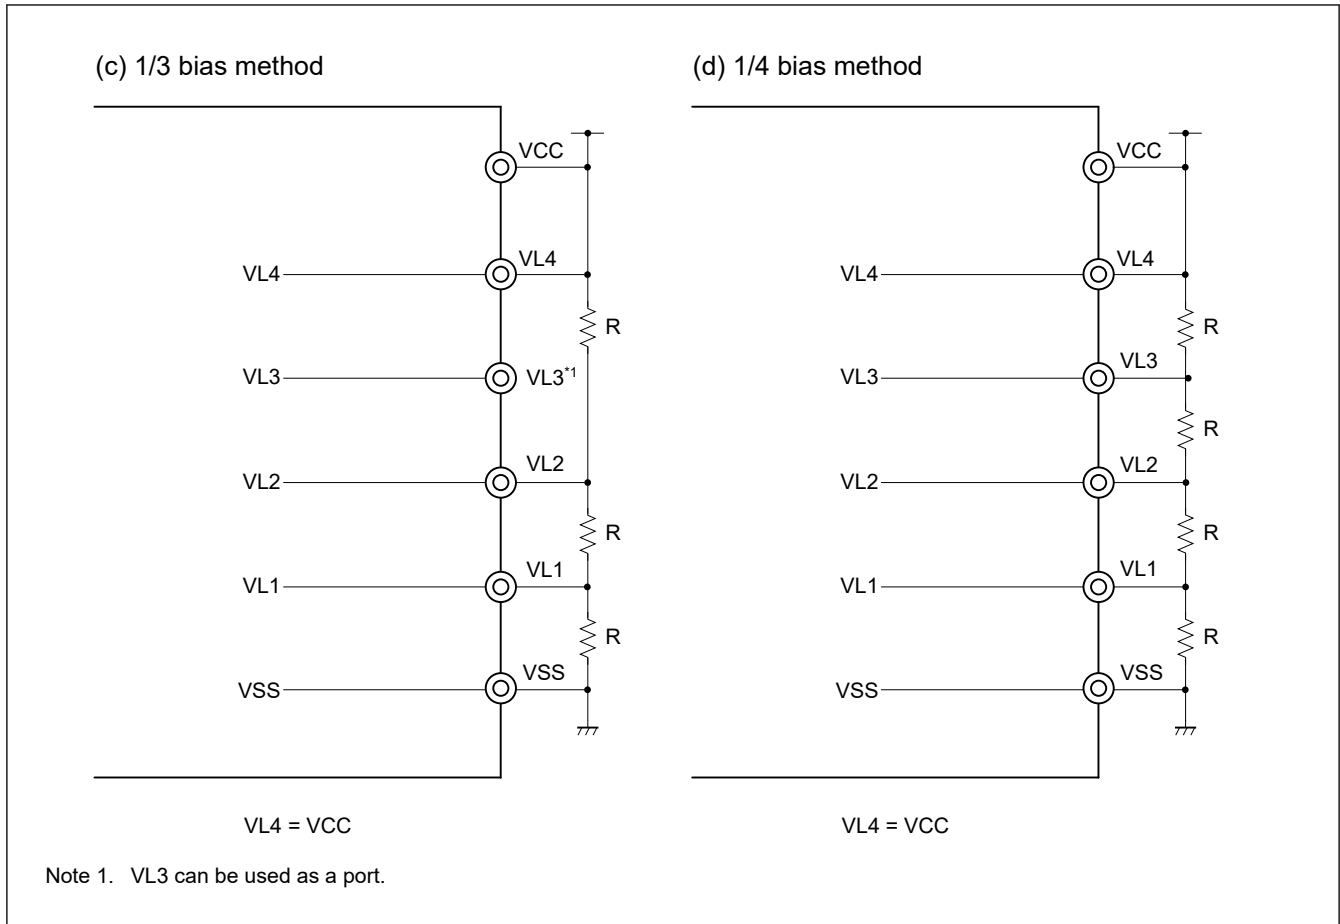 (c) 1/3 bias method
VCC
VL4 VL4
R
VL3 VL3*1
VL2 VL2
R
VL1 VL1
R
VSS VSS
VL4 = VCC
(d) 1/4 bias method
VCC
VL4 VL4
R
VL3 VL3
R
VL2 VL2
R
VL1 VL1
R
VSS VSS
VL4 = VCC
Note 1. VL3 can be used as a port.